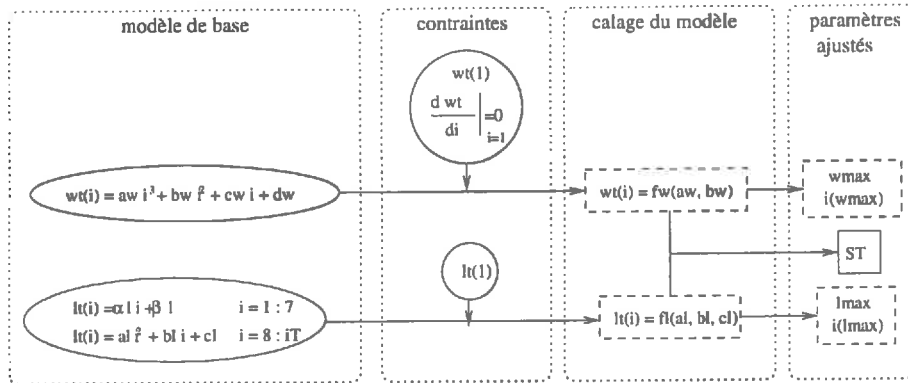 modèle de base
contraintes
calage du modèle
paramètres
ajustés
wt(1)
d wt
di
=0
i=1
wt(i) = aw i³ + bw i² + cw i + dw
wt(i) = fw(aw, bw)
wmax
i(wmax)
ST
lt(1)
lt(i) =α l i +β l i = 1 : 7
lt(i) = al i² + bl i + cl i = 8 : iT
lt(i) = fl(al, bl, cl)
lmax
i(lmax)